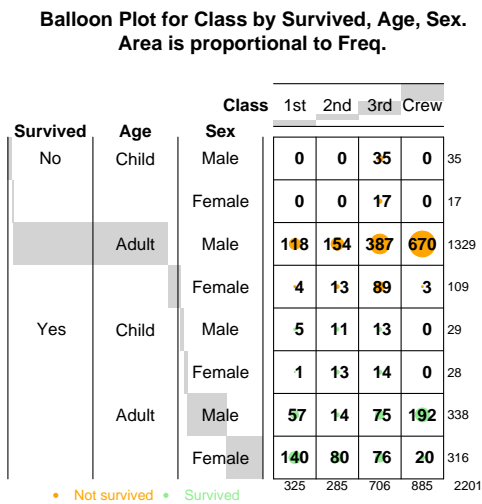 Balloon Plot for Class by Survived, Age, Sex.
Area is proportional to Freq.
Class 1st 2nd 3rd Crew
Survived Age Sex
No Child Male 0 0 35 0 35
Female 0 0 17 0 17
Adult Male 118 154 387 670 1329
Female 4 13 89 3 109
Yes Child Male 5 11 13 0 29
Female 1 13 14 0 28
Adult Male 57 14 75 192 338
Female 140 80 76 20 316
325 285 706 885 2201
Not survived Survived